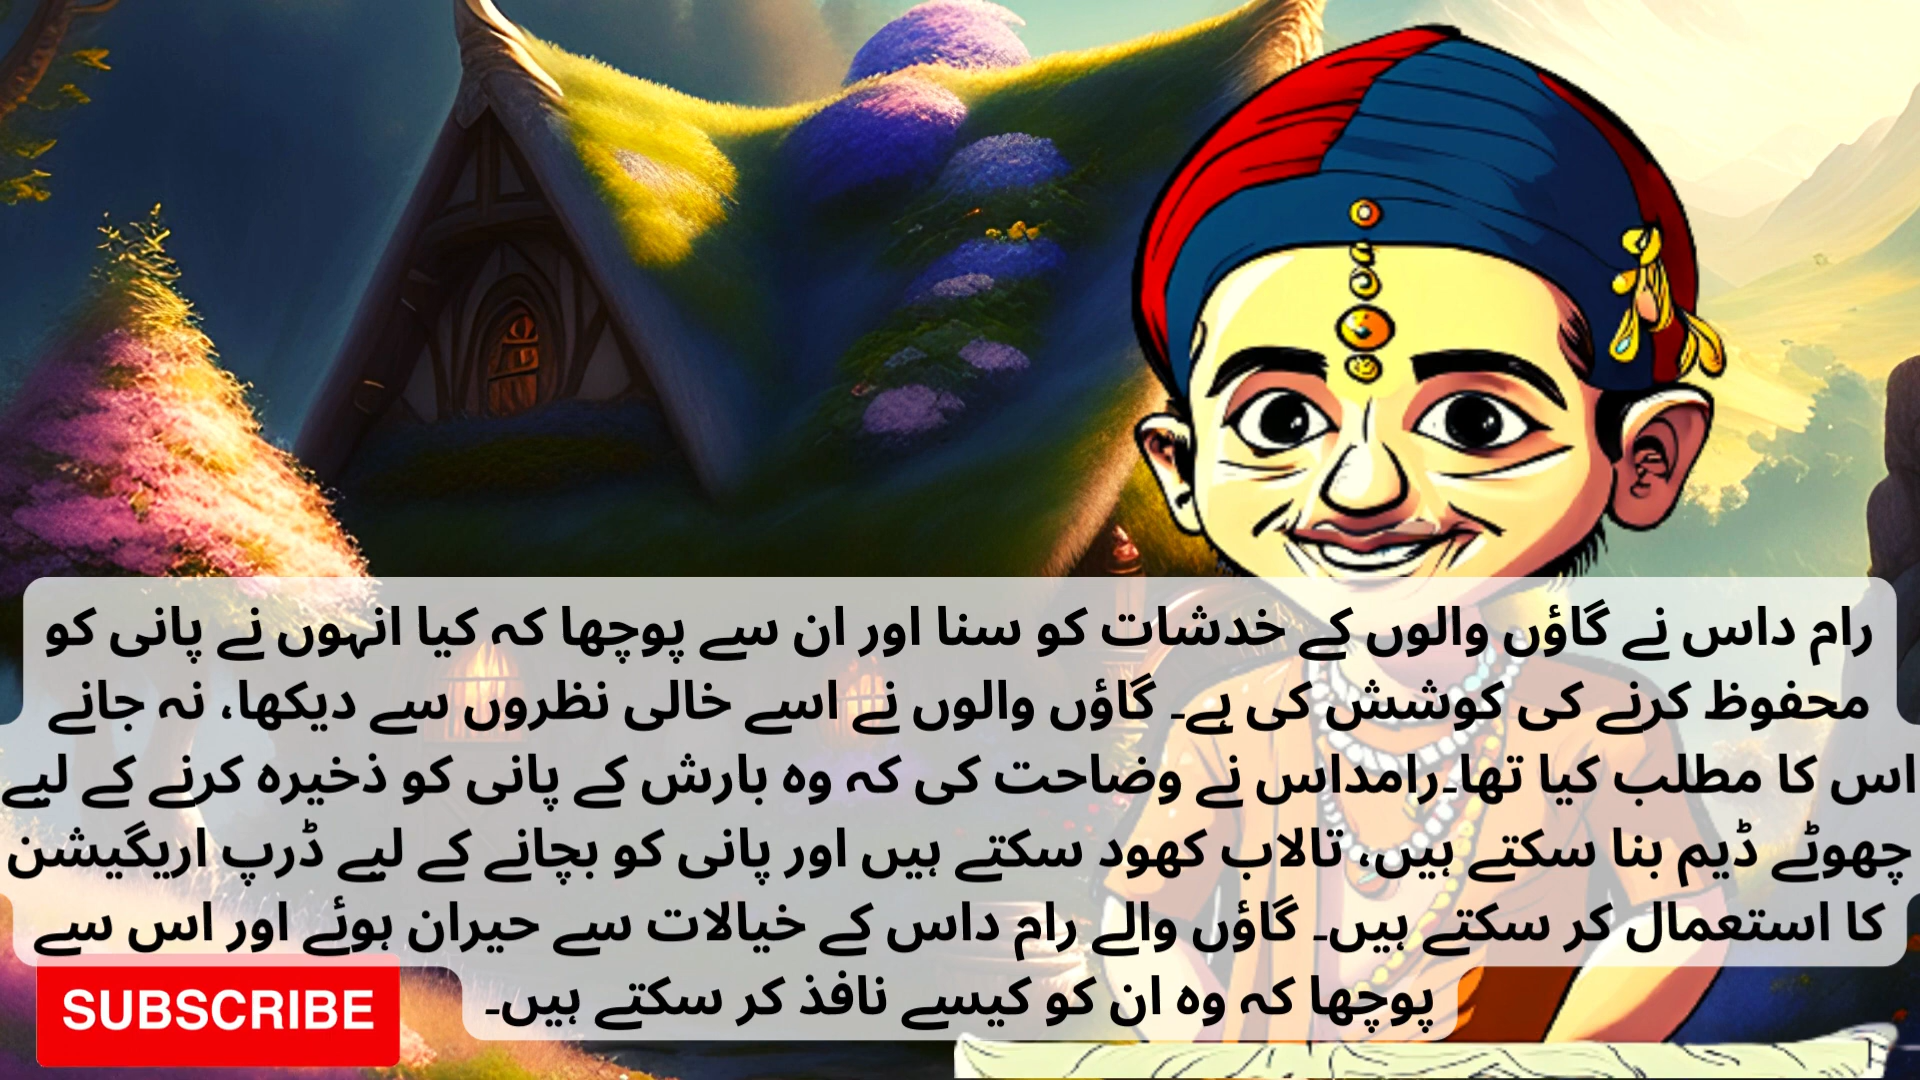 رام داس نے گاؤں والوں کے خدشات کو سنا اور ان سے پوچھا کہ کیا انہوں نے پانی کو
محفوظ کرنے کی کوشش کی ہے۔ گاؤں والوں نے اسے خالی نظروں سے دیکھا، نہ جانے
اس کا مطلب کیا تھا۔رامداس نے وضاحت کی کہ وہ بارش کے پانی کو ذخیرہ کرنے کے لیے
چھوٹے ڈیم بنا سکتے ہیں، تالاب کھود سکتے ہیں اور پانی کو بچانے کے لیے ڈرپ اریگیشن
کا استعمال کر سکتے ہیں۔ گاؤں والے رام داس کے خیالات سے حیران ہوئے اور اس سے
پوچھا کہ وہ ان کو کیسے نافذ کر سکتے ہیں۔
SUBSCRIBE